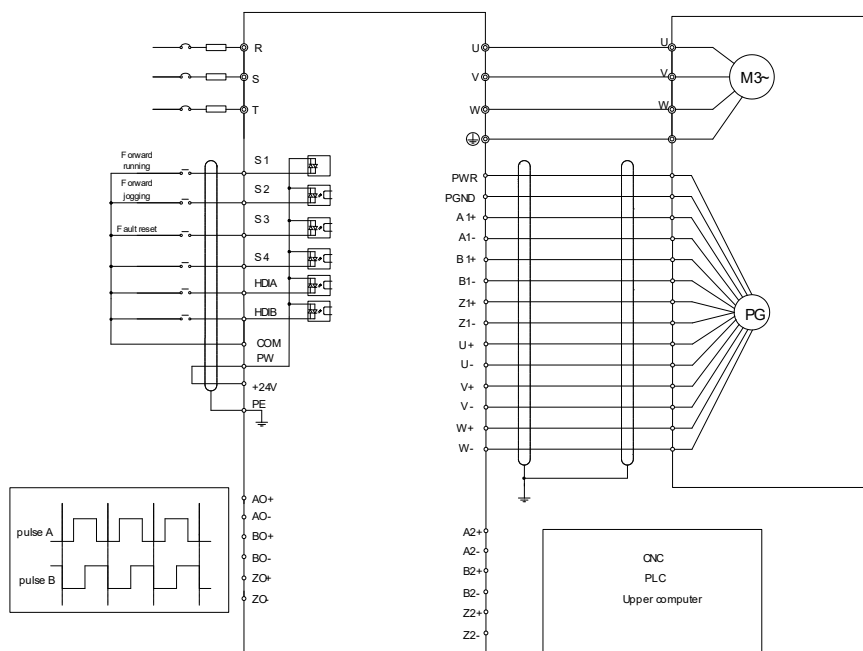 R
S
T
U
V
W
U
V
W
M3~
Forward
running
Forward
jogging
Fault reset
S1
S2
S3
S4
HDIA
HDIB
COM
PW
+24V
PE
PWR
PGND
A1+
A1-
B1+
B1-
Z1+
Z1-
U+
U-
V+
V-
W+
W-
PG
pulse A
pulse B
AO+
AO-
BO+
BO-
ZO+
ZO-
A2+
A2-
B2+
B2-
Z2+
Z2-
CNC
PLC
Upper computer